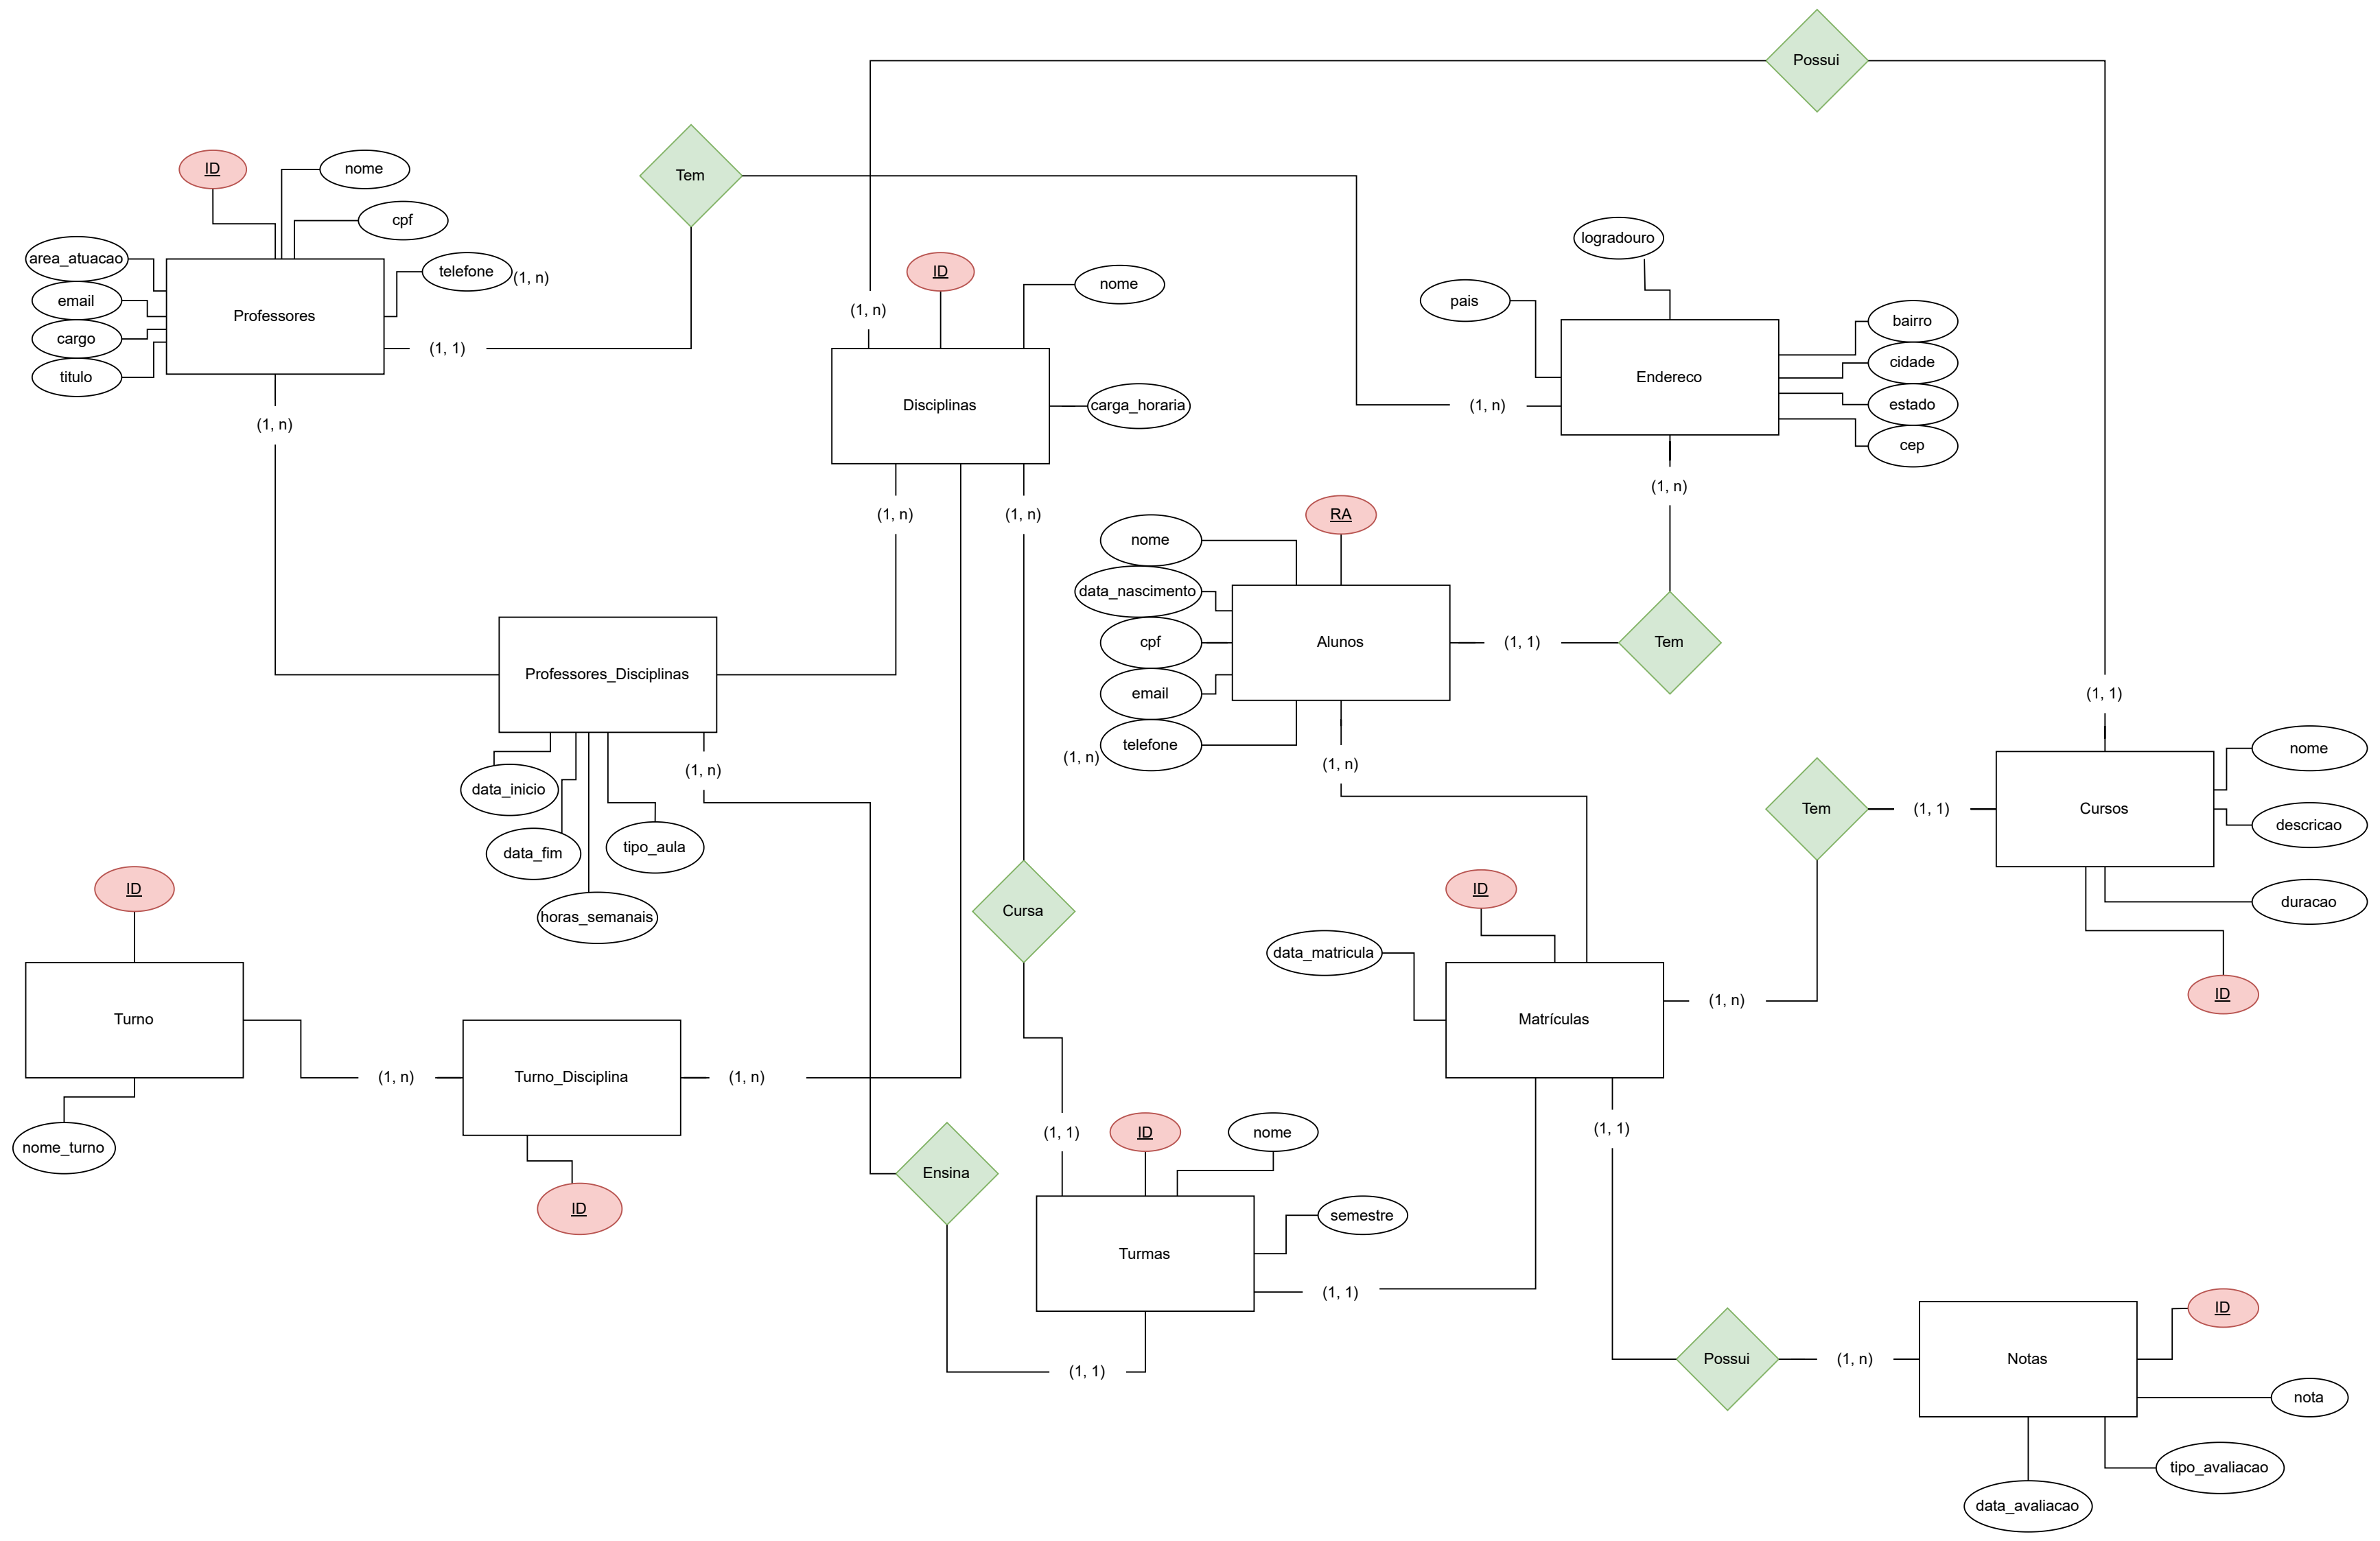 Possui
Tem
ID
nome
cpf
area_atuacao
telefone
(1, n)
email
Professores
cargo
titulo
(1, 1)
(1, n)
ID
nome
(1, n)
Disciplinas
carga_horaria
logradouro
pais
bairro
cidade
Endereco
estado
cep
(1, n)
(1, n)
(1, n)
(1, n)
RA
nome
data_nascimento
cpf
Alunos
(1, 1)
Tem
email
telefone
(1, n)
(1, n)
Professores_Disciplinas
(1, n)
data_inicio
data_fim
tipo_aula
horas_semanais
(1, 1)
nome
Tem
(1, 1)
Cursos
descricao
duracao
ID
ID
Cursa
ID
data_matricula
(1, n)
Matrículas
Turno
(1, n)
Turno_Disciplina
(1, n)
nome_turno
ID
(1, 1)
ID
nome
(1, 1)
Ensina
semestre
Turmas
(1, 1)
(1, 1)
Possui
(1, n)
Notas
ID
nota
tipo_avaliacao
data_avaliacao